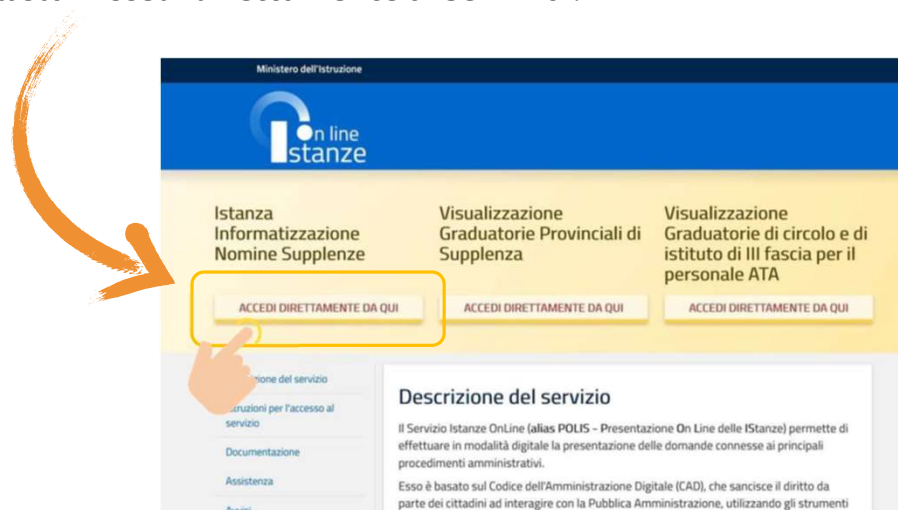 Ministero dell'Istruzione
On line
Istanze
Istanza
Informatizzazione
Nomine Supplenze
ACCEDI DIRETTAMENTE DA QUI
Visualizzazione
Graduatorie Provinciali di
Supplenza
ACCEDI DIRETTAMENTE DA QUI
Visualizzazione
Graduatorie di circolo e di
istituto di III fascia per il
personale ATA
ACCEDI DIRETTAMENTE DA QUI
zione del servizio
struzioni per l'accesso al
servizio
Documentazione
Assistenza
Descrizione del servizio
Il Servizio Istanze OnLine (alias POLIS - Presentazione On Line delle IStanze) permette di
effettuare in modalità digitale la presentazione delle domande connesse ai principali
procedimenti amministrativi.
Esso è basato sul Codice dell'Amministrazione Digitale (CAD), che sancisce il diritto da
parte dei cittadini ad interagire con la Pubblica Amministrazione, utilizzando gli strumenti